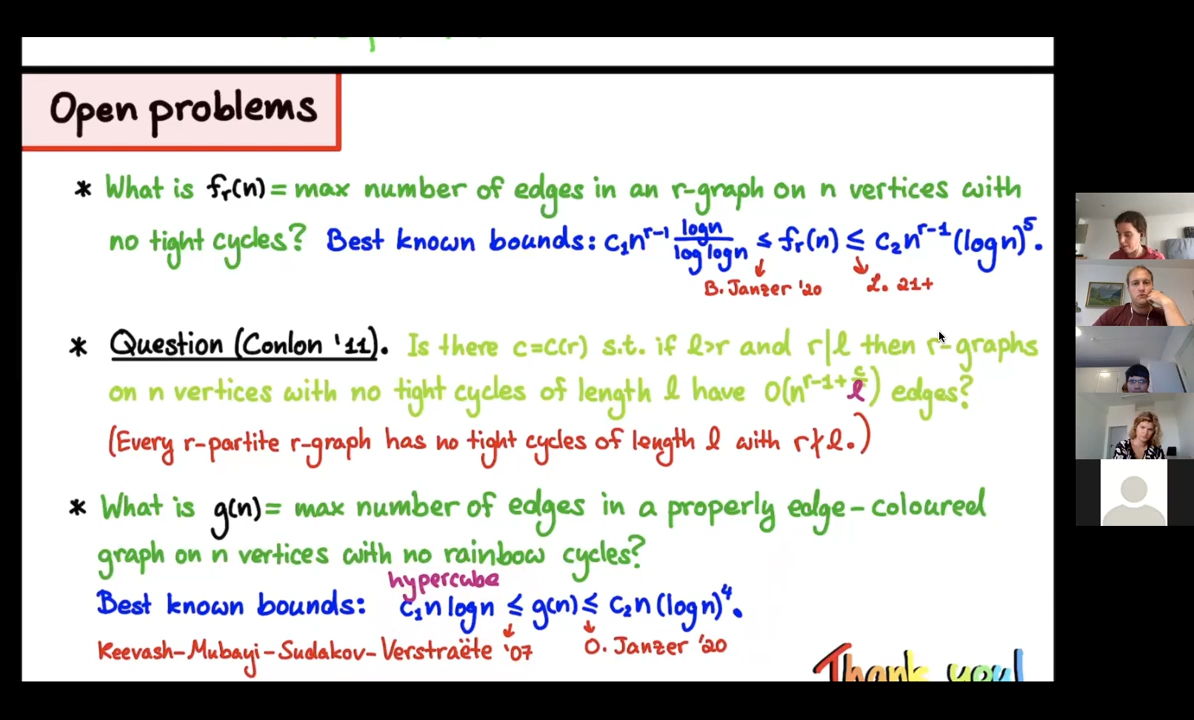 Open problems
* What is fᵣ(n) = max number of edges in an r-graph on n vertices with
no tight cycles? Best known bounds: c₁nʳ⁻¹ log n / log log n ≤ fᵣ(n) ≤ c₂nʳ⁻¹(log n)⁵.
B. Janzer '20 L. 21+
* Question (Conlon '11). Is there c=c(r) s.t. if l>r and r|l then r-graphs
on n vertices with no tight cycles of length l have O(n^(r-1+c/l)) edges?
(Every r-partite r-graph has no tight cycles of length l with r∤l.)
* What is g(n) = max number of edges in a properly edge-coloured
graph on n vertices with no rainbow cycles?
hypercube
Best known bounds: c₁n log n ≤ g(n) ≤ c₂n(log n)⁴.
Keevash-Mubayi-Sudakov-Verstraëte '07 O. Janzer '20
Thank you!